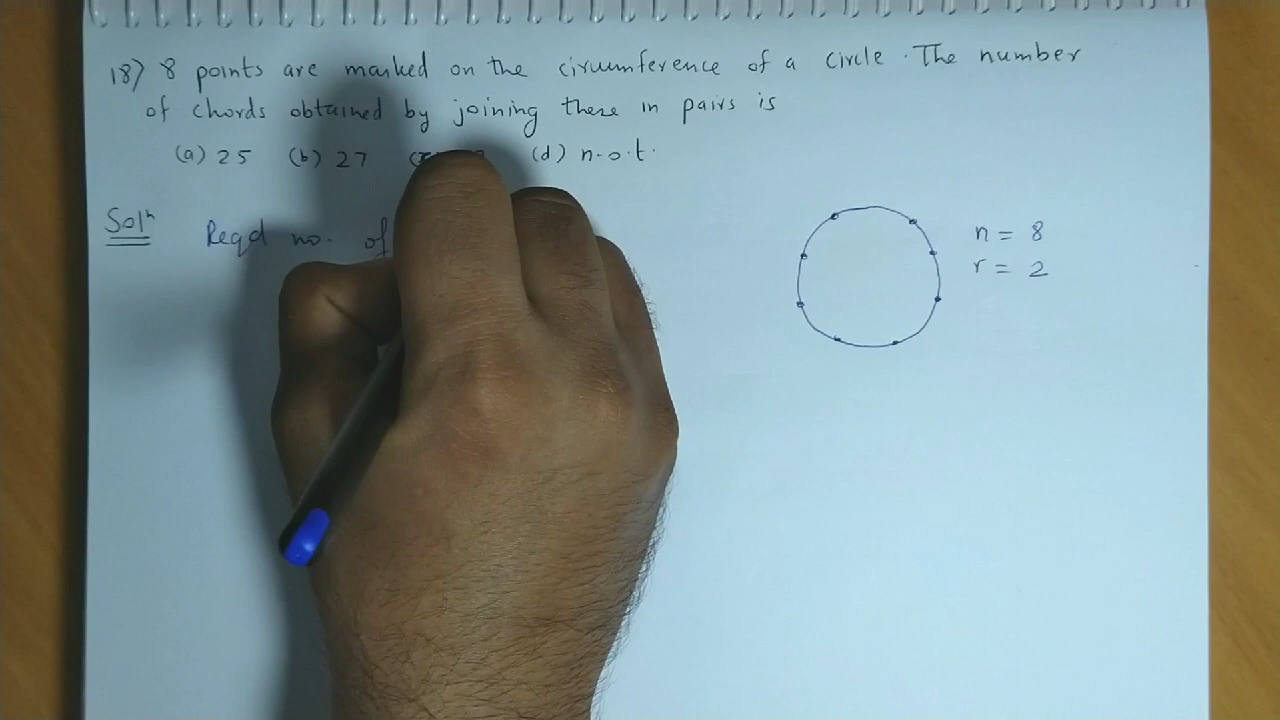 18) 8 points are marked on the circumference of a circle. The number
of chords obtained by joining these in pairs is
(a) 25 (b) 27 (d) n.o.t.
Solⁿ Reqd no. of
n = 8
r = 2